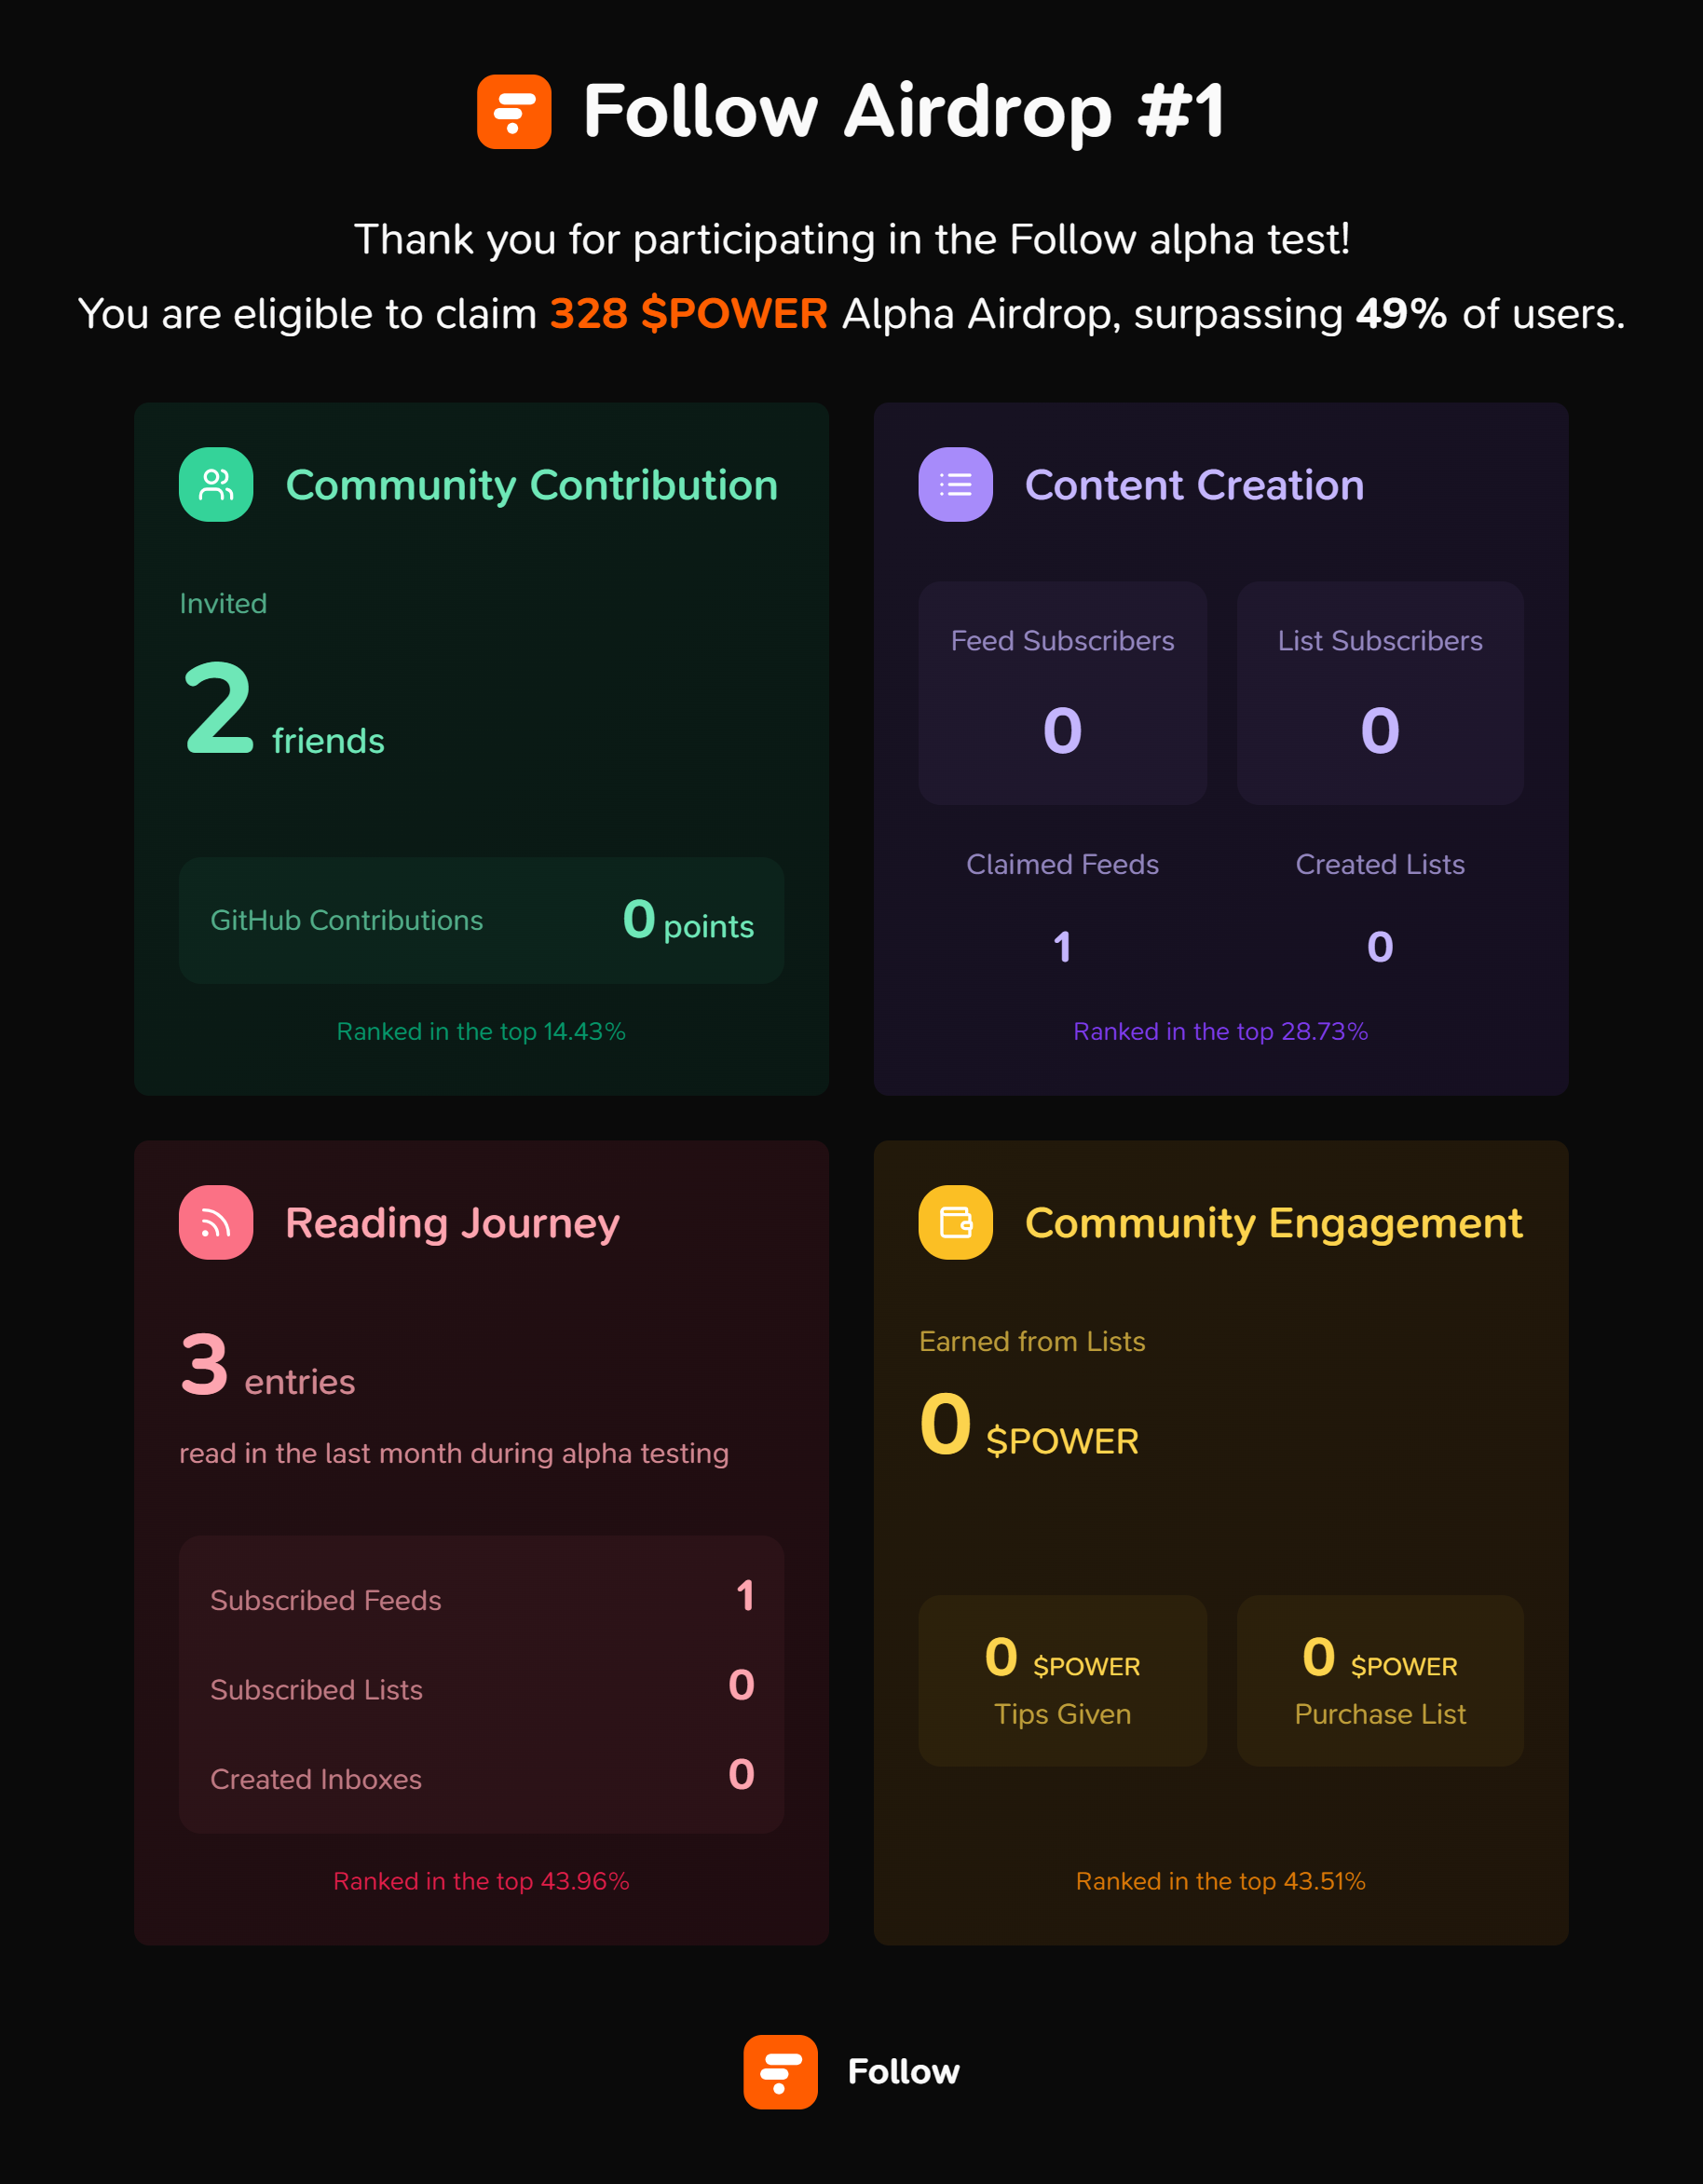 Follow Airdrop #1
Thank you for participating in the Follow alpha test!
You are eligible to claim 328 $POWER Alpha Airdrop, surpassing 49% of users.
Community Contribution
Invited
2 friends
GitHub Contributions 0 points
Ranked in the top 14.43%
Content Creation
Feed Subscribers
0
List Subscribers
0
Claimed Feeds
1
Created Lists
0
Ranked in the top 28.73%
Reading Journey
3 entries
read in the last month during alpha testing
Subscribed Feeds 1
Subscribed Lists 0
Created Inboxes 0
Ranked in the top 43.96%
Community Engagement
Earned from Lists
0 $POWER
0 $POWER
Tips Given
0 $POWER
Purchase List
Ranked in the top 43.51%
Follow